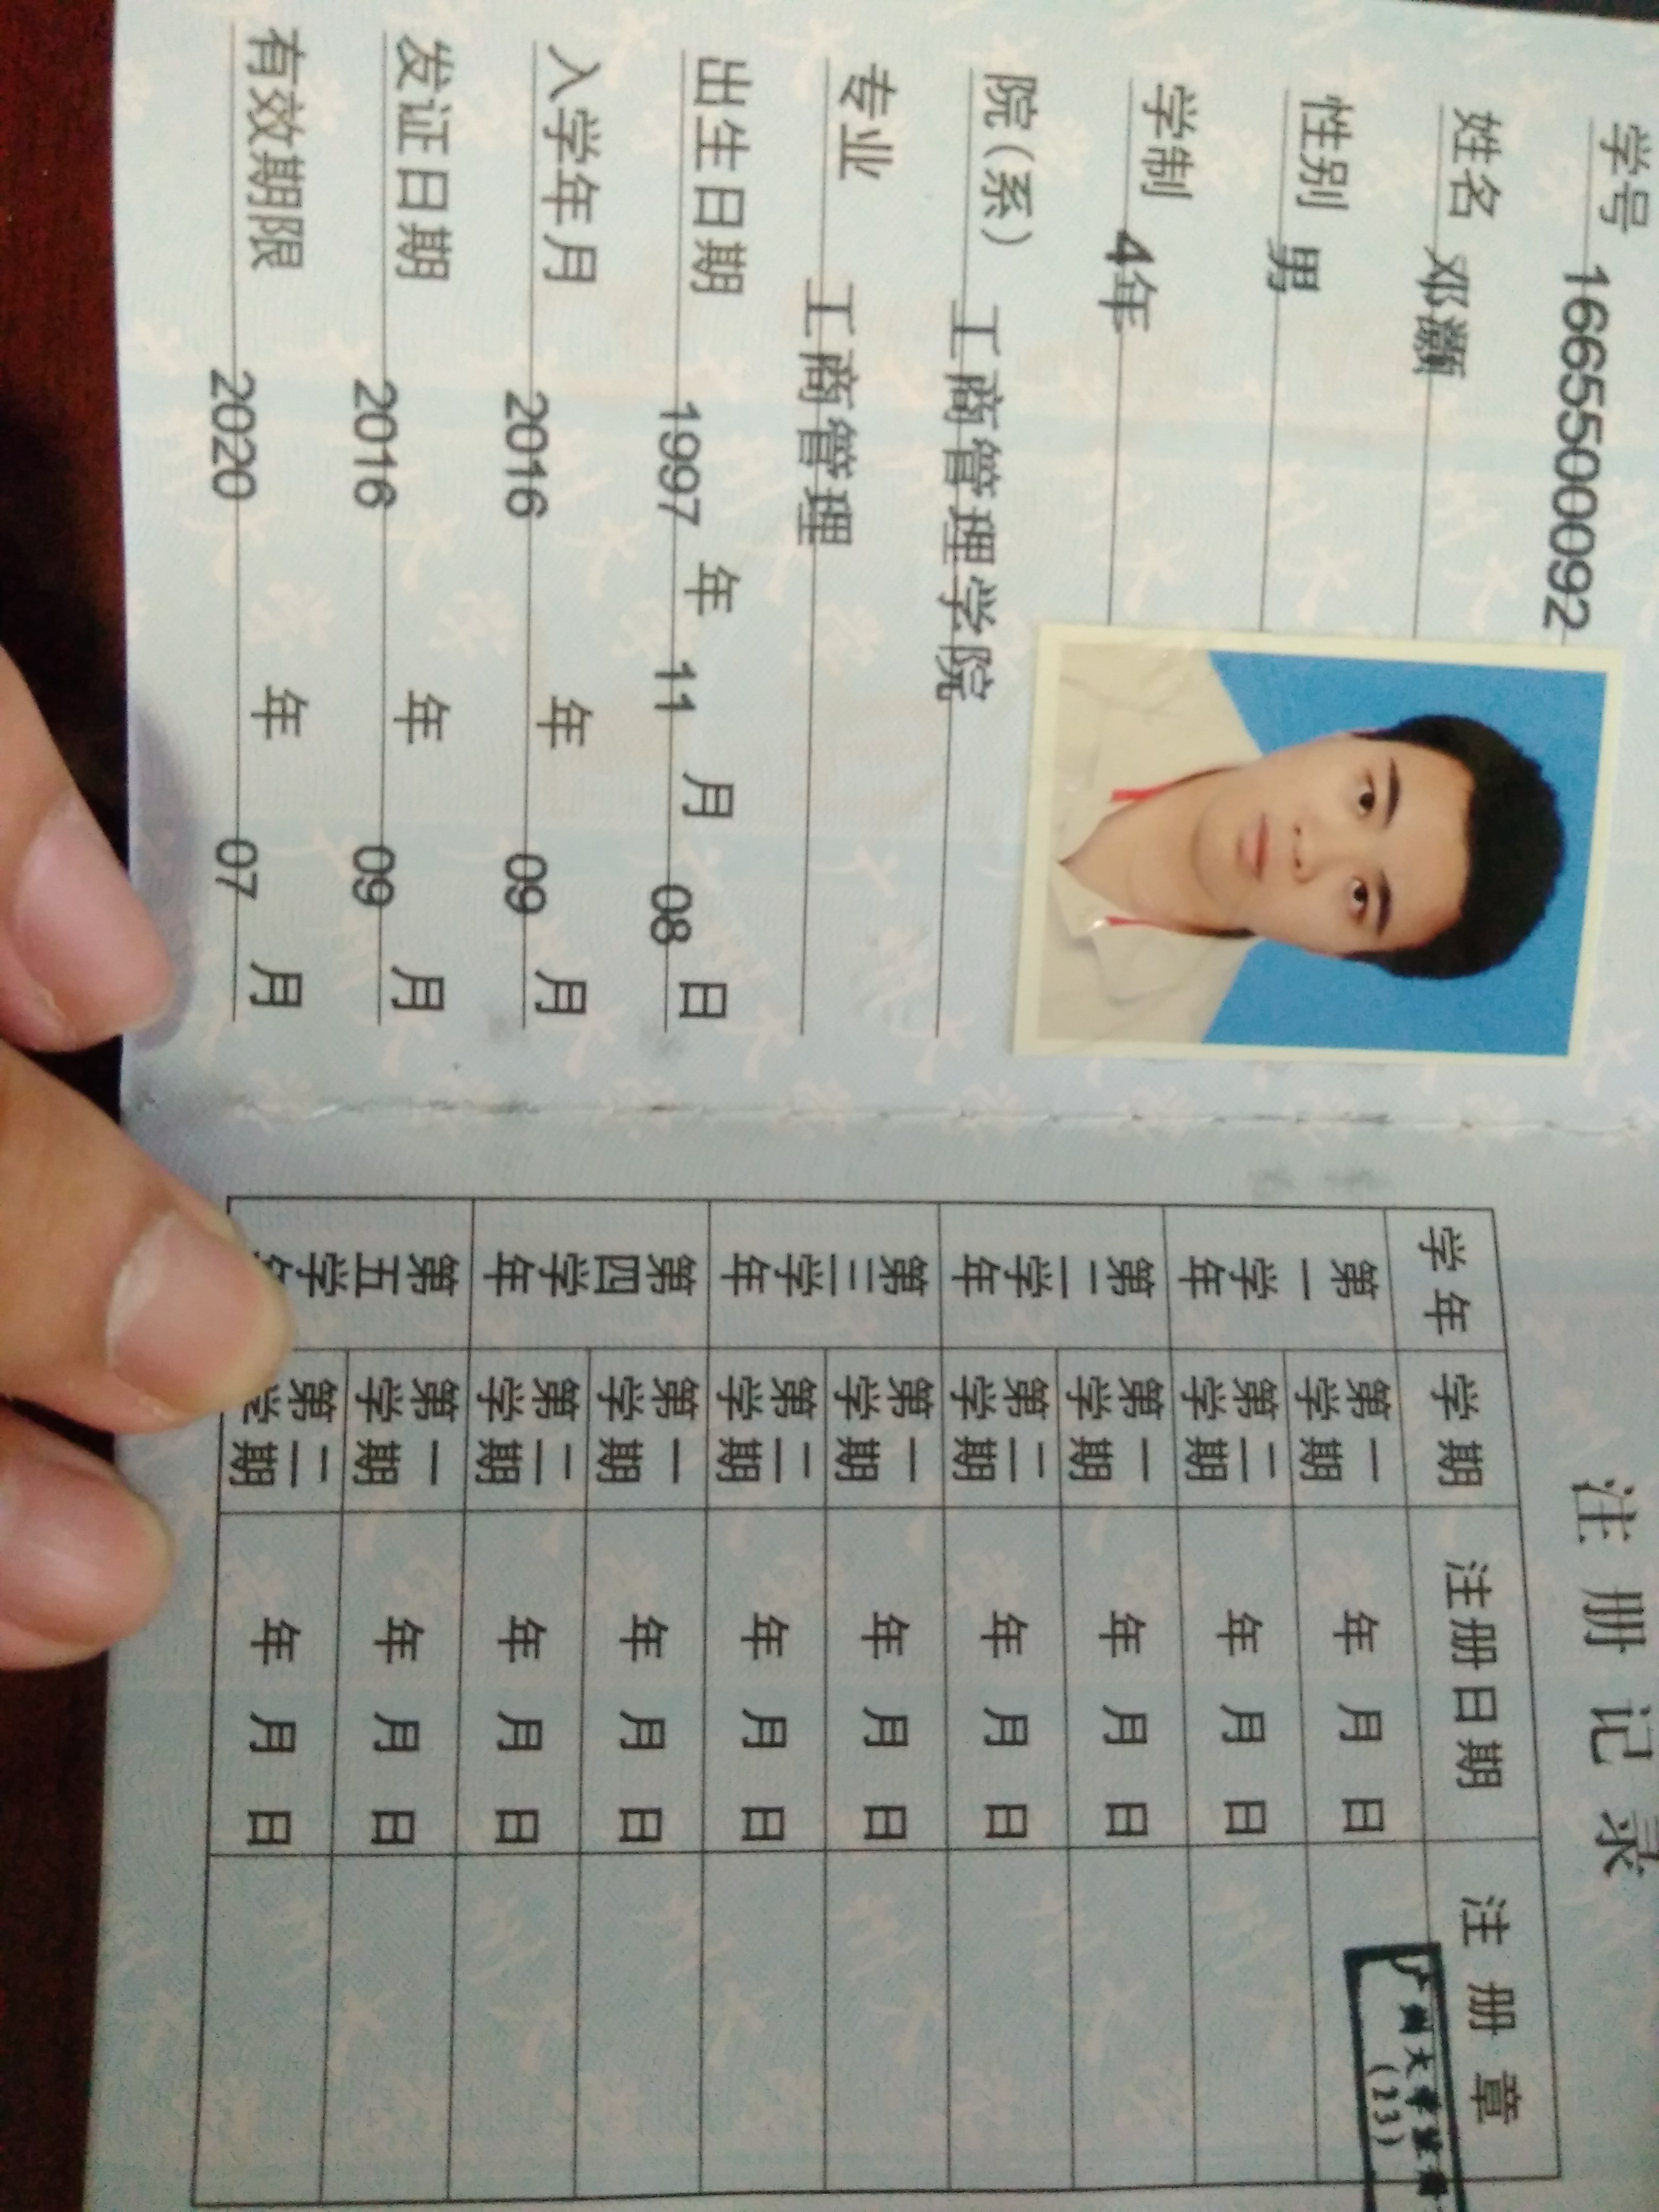 学号 1665500092
姓名 邓灏
性别 男
学制 4年
院(系) 工商管理学院
专业 工商管理
出生日期 1997 年 11 月 08 日
入学年月 2016 年 09 月
发证日期 2016 年 09 月
有效期限 2020 年 07 月
注册记录
学年 学期 注册日期 注册章
第一学年 第一学期 年 月 日
第二学期 年 月 日
第二学年 第一学期 年 月 日
第二学期 年 月 日
第三学年 第一学期 年 月 日
第二学期 年 月 日
第四学年 第一学期 年 月 日
第二学期 年 月 日
第五学年 第一学期 年 月 日
第二学期 年 月 日
广州大学
(23)